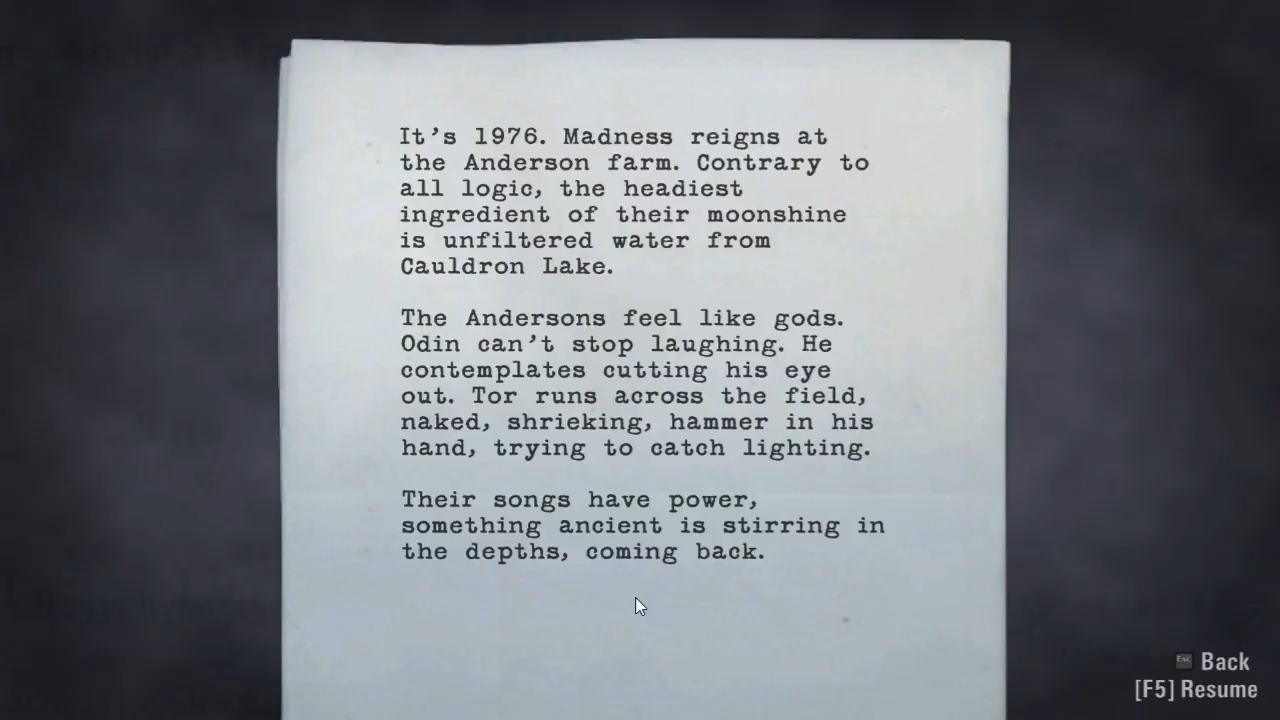 It's 1976. Madness reigns at
the Anderson farm. Contrary to
all logic, the headiest
ingredient of their moonshine
is unfiltered water from
Cauldron Lake.
The Andersons feel like gods.
Odin can't stop laughing. He
contemplates cutting his eye
out. Tor runs across the field,
naked, shrieking, hammer in his
hand, trying to catch lighting.
Their songs have power,
something ancient is stirring in
the depths, coming back.
Esc Back
[F5] Resume